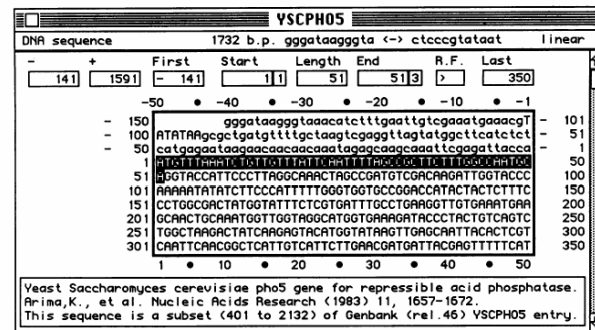 YSCPHO5
DNA sequence 1732 b.p. gggataagggta <-> ctcccgtataat linear
- + First Start Length End R.F. Last
141 1591 - 141 1 1 51 51 3 > 350
-50 • -40 • -30 • -20 • -10 • -1
- 150 gggataagggtaaacatctttgaattgtcgaaatgaaacgT - 101
- 100 ATATAAgcgctgatgttttgctaagtcgaggttagtatggcttcatctct - 51
- 50 catgagaataagaacaacaacaaatagagcaagcaaattcgagattacca - 1
1 ATGTTTAAATCTGTTGTTTATTCAATTTTAGCCGCTTCTTTGGCCAATGC 50
51 AGGTACCATTCCCTTAGGCAAACTAGCCGATGTCGACAAGATTGGTACCC 100
101 AAAAATATATCTTCCCATTTTTGGGTGGTGCCGGACCATACTACTCTTTC 150
151 CCTGGCGACTATGGTATTTCTCGTGATTTGCCTGAAGGTTGTGAAATGAA 200
201 GCAACTGCAAATGGTTGGTAGGCATGGTGAAAGATACCCTACTGTCAGTC 250
251 TGGCTAAGACTATCAAGAGTACATGGTATAAGTTGAGCAATTACACTCGT 300
301 CAATTCAACGGCTCATTGTCATTCTTGAACGATGATTACGAGTTTTTCAT 350
1 • 10 • 20 • 30 • 40 • 50
Yeast Saccharomyces cerevisiae pho5 gene for repressible acid phosphatase.
Arima,K., et al. Nucleic Acids Research (1983) 11, 1657-1672.
This sequence is a subset (401 to 2132) of Genbank (rel.46) YSCPHO5 entry.